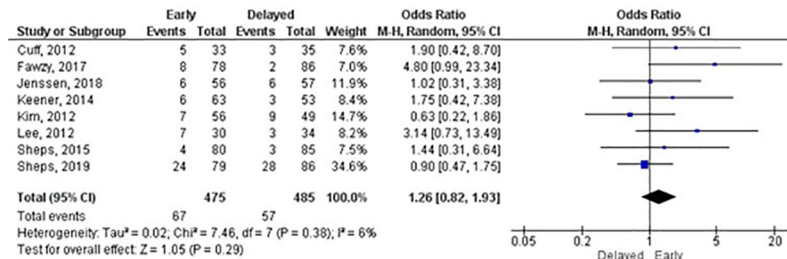 Early Delayed Odds Ratio Odds Ratio
Study or Subgroup Events Total Events Total Weight M-H, Random, 95% CI M-H, Random, 95% CI
Cuff, 2012 5 33 3 35 7.6% 1.90 [0.42, 8.70]
Fawzy, 2017 8 78 2 86 7.0% 4.80 [0.99, 23.34]
Jenssen, 2018 6 56 6 57 11.9% 1.02 [0.31, 3.38]
Keener, 2014 6 63 3 53 8.4% 1.75 [0.42, 7.38]
Kim, 2012 7 56 9 49 14.7% 0.63 [0.22, 1.86]
Lee, 2012 7 30 3 34 8.2% 3.14 [0.73, 13.49]
Sheps, 2015 4 80 3 85 7.5% 1.44 [0.31, 6.64]
Sheps, 2019 24 79 28 86 34.6% 0.90 [0.47, 1.75]
Total (95% CI) 475 485 100.0% 1.26 [0.82, 1.93]
Total events 67 57
Heterogeneity: Tau² = 0.02; Chi² = 7.46, df = 7 (P = 0.38); I² = 6%
Test for overall effect: Z = 1.05 (P = 0.29)
0.05 0.2 1 5 20
Delayed Early